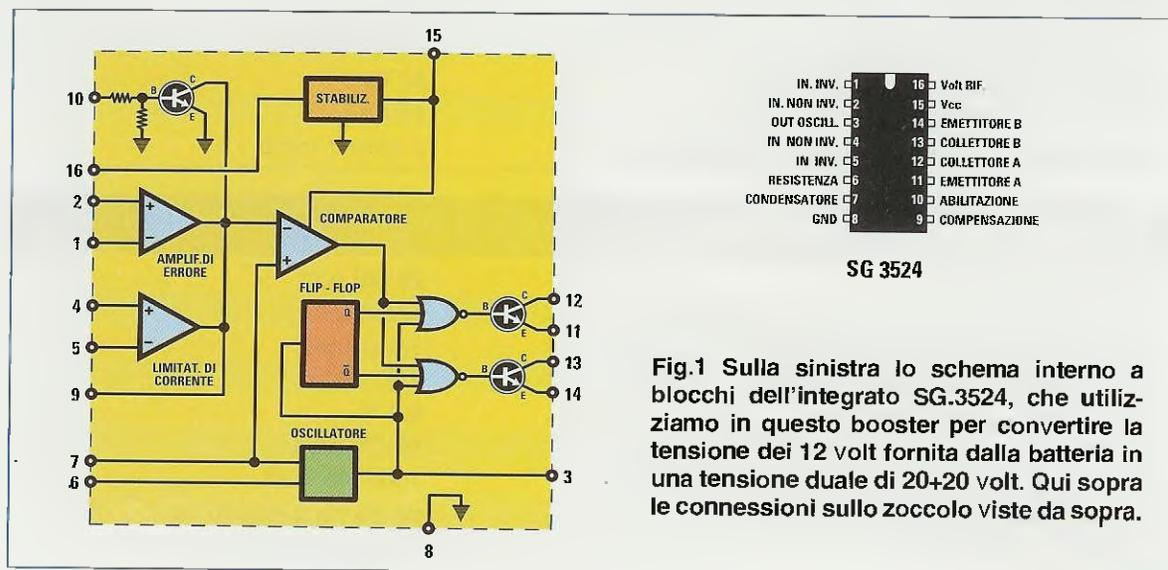 15
10
B
C
E
STABILIZ.
16
2
+
1
−
AMPLIF.DI
ERRORE
COMPARATORE
−
+
4
+
5
−
LIMITAT. DI
CORRENTE
FLIP - FLOP
Q
Q̅
B
C
E
12
11
B
C
E
13
14
9
OSCILLATORE
7
6
3
8
IN. INV. 1
IN. NON INV. 2
OUT OSCILL. 3
IN NON INV. 4
IN INV. 5
RESISTENZA 6
CONDENSATORE 7
GND 8
16 Volt RIF.
15 Vcc
14 EMETTITORE B
13 COLLETTORE B
12 COLLETTORE A
11 EMETTITORE A
10 ABILITAZIONE
9 COMPENSAZIONE
SG 3524
Fig.1 Sulla sinistra lo schema interno a
blocchi dell'integrato SG.3524, che utiliz-
ziamo in questo booster per convertire la
tensione dei 12 volt fornita dalla batteria in
una tensione duale di 20+20 volt. Qui sopra
le connessioni sullo zoccolo viste da sopra.